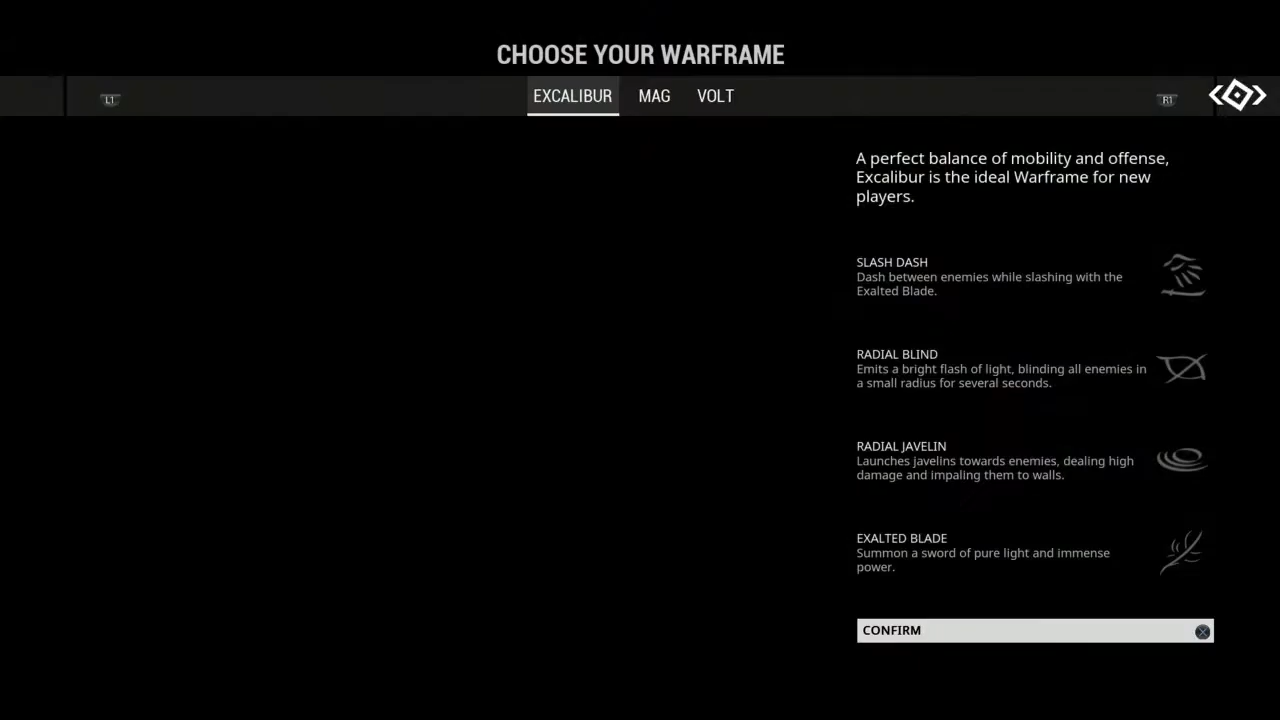 CHOOSE YOUR WARFRAME
L1
EXCALIBUR
MAG
VOLT
R1
A perfect balance of mobility and offense,
Excalibur is the ideal Warframe for new
players.
SLASH DASH
Dash between enemies while slashing with the
Exalted Blade.
RADIAL BLIND
Emits a bright flash of light, blinding all enemies in
a small radius for several seconds.
RADIAL JAVELIN
Launches javelins towards enemies, dealing high
damage and impaling them to walls.
EXALTED BLADE
Summon a sword of pure light and immense
power.
CONFIRM